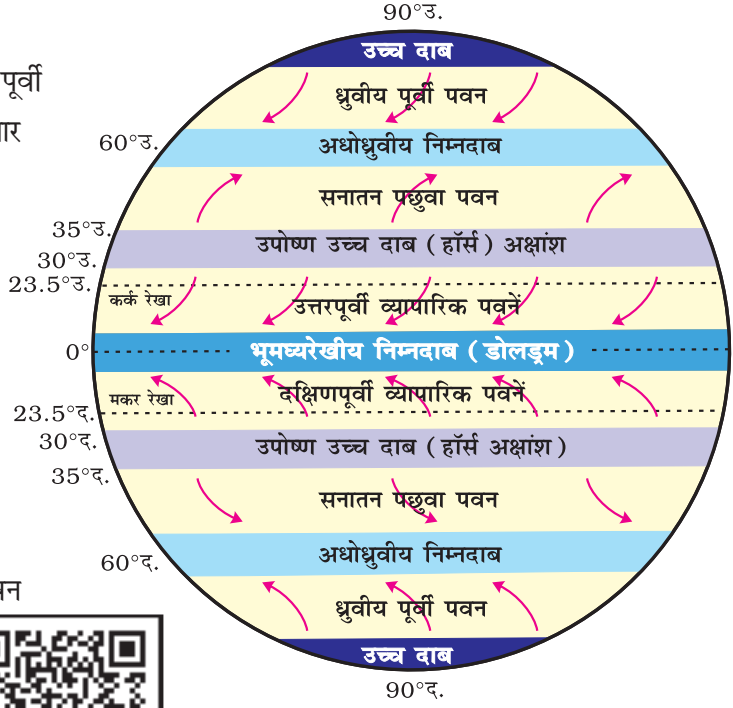 90°उ.
उच्च दाब
पूर्वी
ध्रुवीय पूर्वी पवन
60°उ.
अधोध्रुवीय निम्नदाब
सनातन पछुवा पवन
35°उ.
उपोष्ण उच्च दाब (हॉर्स) अक्षांश
30°उ.
23.5°उ.
कर्क रेखा
उत्तरपूर्वी व्यापारिक पवनें
0°
भूमघ्यरेखीय निम्नदाब (डोलड्रम)
दक्षिणपूर्वी व्यापारिक पवनें
मकर रेखा
23.5°द.
30°द.
उपोष्ण उच्च दाब (हॉर्स अक्षांश)
35°द.
सनातन पछुवा पवन
60°द.
अधोध्रुवीय निम्नदाब
ध्रुवीय पूर्वी पवन
उच्च दाब
90°द.